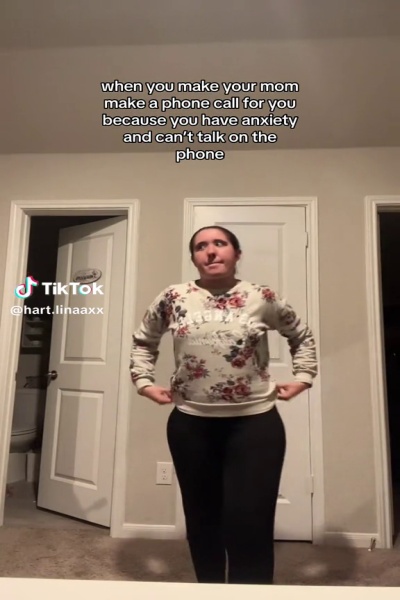 when you make your mom
make a phone call for you
because you have anxiety
and can't talk on the
phone
TikTok
@hart.linaaxx